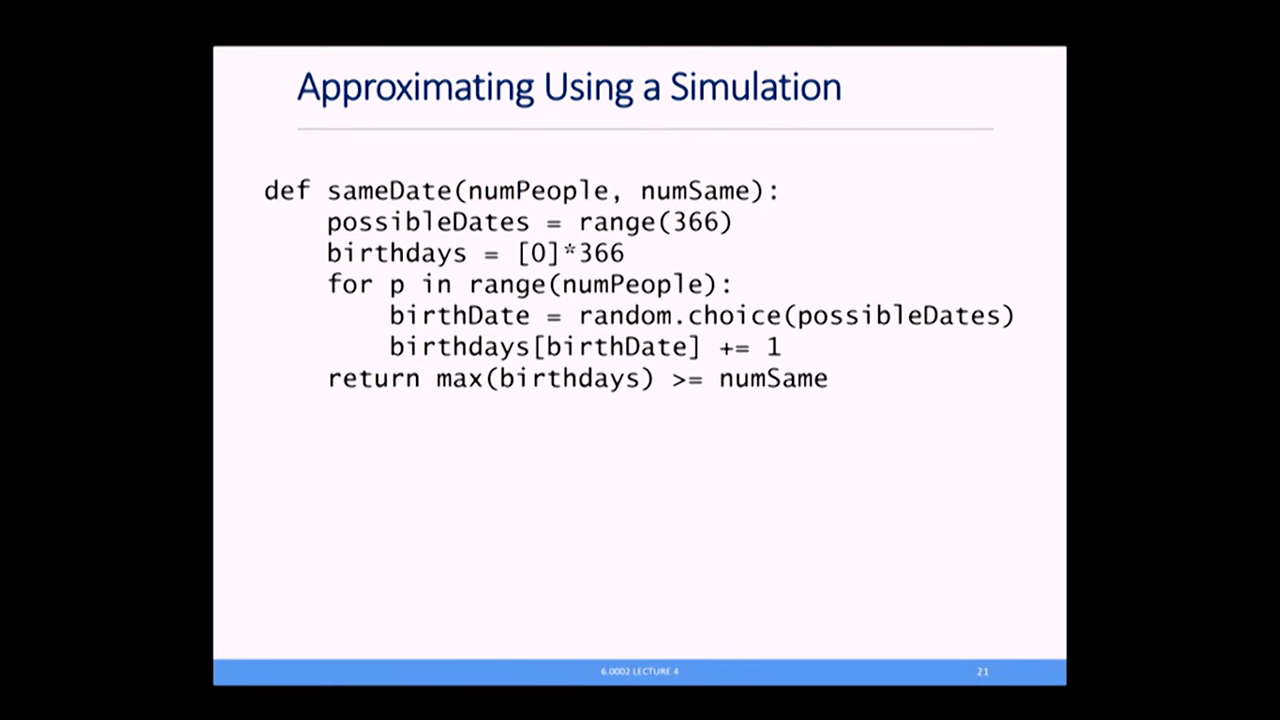 Approximating Using a Simulation
def sameDate(numPeople, numSame):
    possibleDates = range(366)
    birthdays = [0]*366
    for p in range(numPeople):
        birthDate = random.choice(possibleDates)
        birthdays[birthDate] += 1
    return max(birthdays) >= numSame
6.0002 LECTURE 4
21